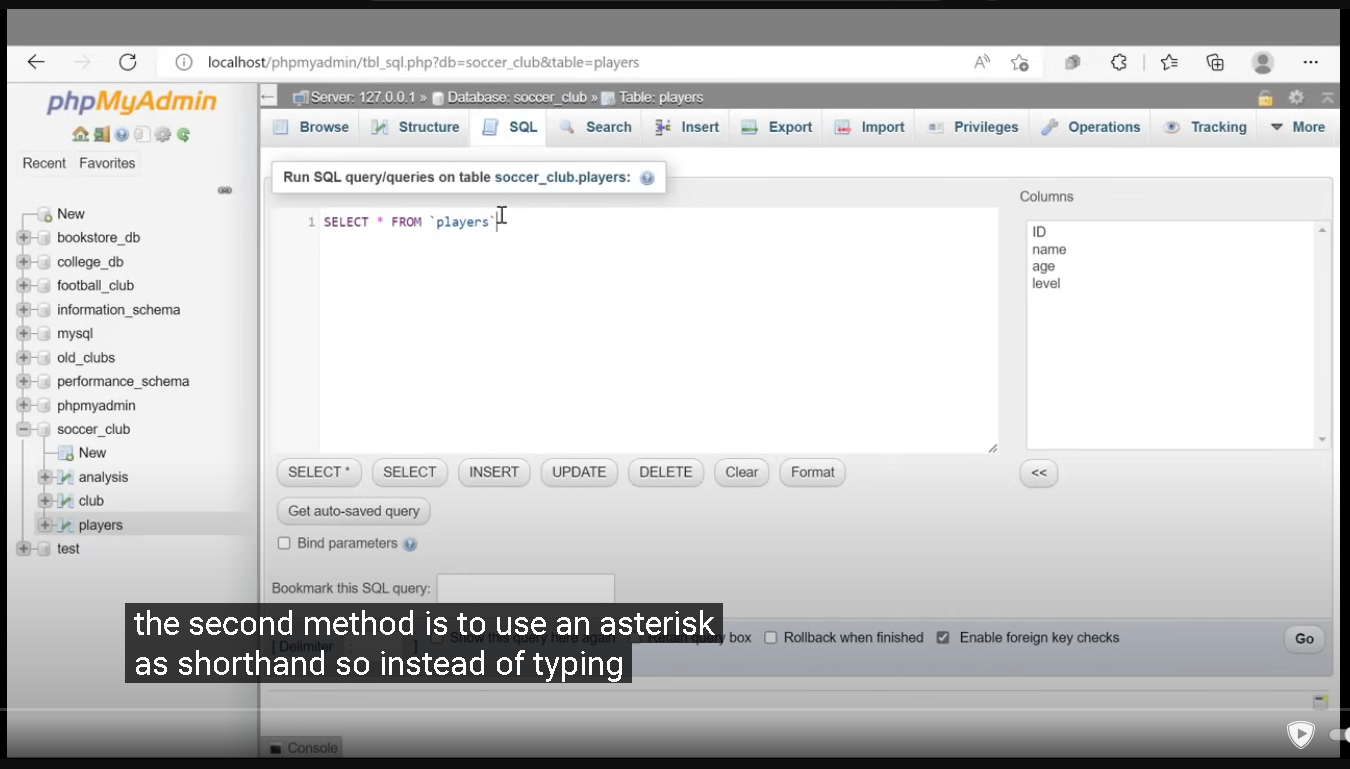 localhost/phpmyadmin/tbl_sql.php?db=soccer_club&table=players
phpMyAdmin
Recent Favorites
New
bookstore_db
college_db
football_club
information_schema
mysql
old_clubs
performance_schema
phpmyadmin
soccer_club
New
analysis
club
players
test
Server: 127.0.0.1 » Database: soccer_club » Table: players
Browse Structure SQL Search Insert Export Import Privileges Operations Tracking More
Run SQL query/queries on table soccer_club.players:
1 SELECT * FROM `players`
Columns
ID
name
age
level
SELECT * SELECT INSERT UPDATE DELETE Clear Format <<
Get auto-saved query
Bind parameters
Bookmark this SQL query:
[ Delimiter ; ] Show this query here again Retain query box Rollback when finished Enable foreign key checks Go
the second method is to use an asterisk
as shorthand so instead of typing
Console